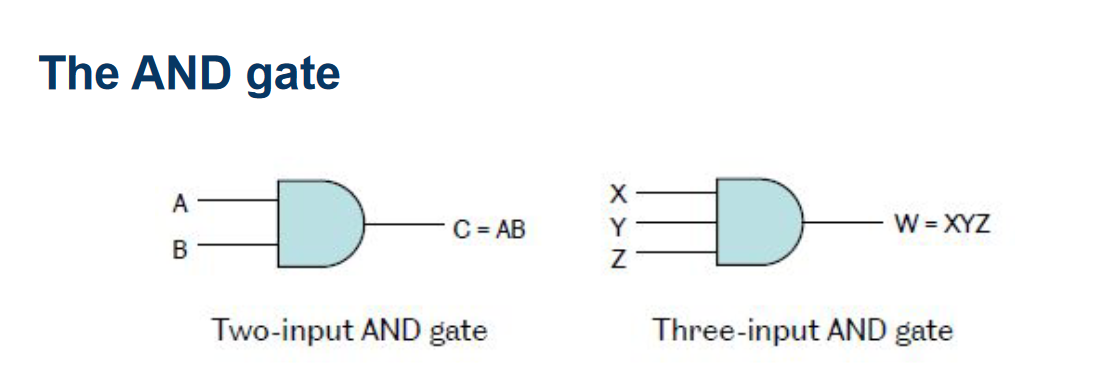 The AND gate
A
B
C = AB
X
Y
Z
W = XYZ
Two-input AND gate
Three-input AND gate